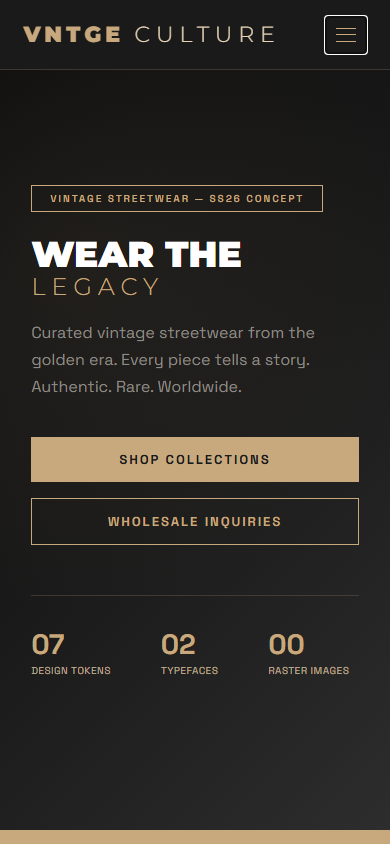 VNTGE CULTURE
VINTAGE STREETWEAR — SS26 CONCEPT
WEAR THE
LEGACY
Curated vintage streetwear from the
golden era. Every piece tells a story.
Authentic. Rare. Worldwide.
SHOP COLLECTIONS
WHOLESALE INQUIRIES
07 02 00
DESIGN TOKENS TYPEFACES RASTER IMAGES